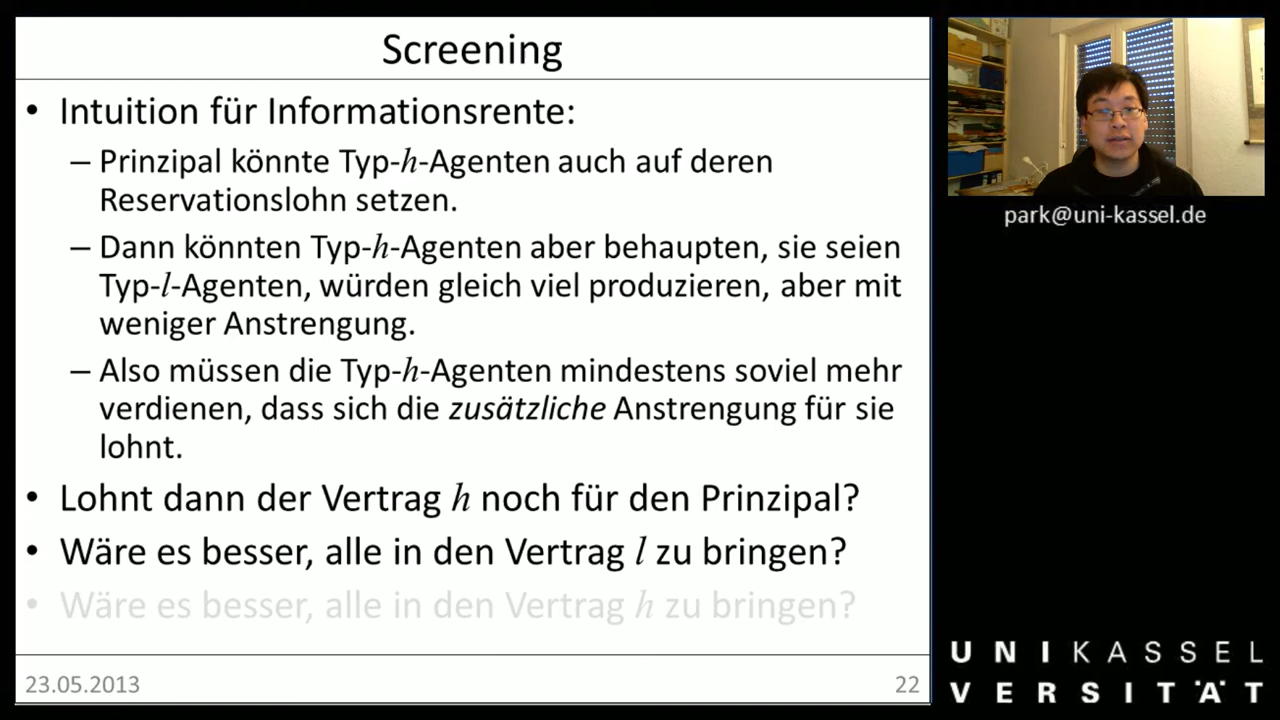 Screening
• Intuition für Informationsrente:
– Prinzipal könnte Typ-h-Agenten auch auf deren
Reservationslohn setzen.
– Dann könnten Typ-h-Agenten aber behaupten, sie seien
Typ-l-Agenten, würden gleich viel produzieren, aber mit
weniger Anstrengung.
– Also müssen die Typ-h-Agenten mindestens soviel mehr
verdienen, dass sich die zusätzliche Anstrengung für sie
lohnt.
• Lohnt dann der Vertrag h noch für den Prinzipal?
• Wäre es besser, alle in den Vertrag l zu bringen?
• Wäre es besser, alle in den Vertrag h zu bringen?
23.05.2013
22
park@uni-kassel.de
UNIKASSEL
VERSITÄT